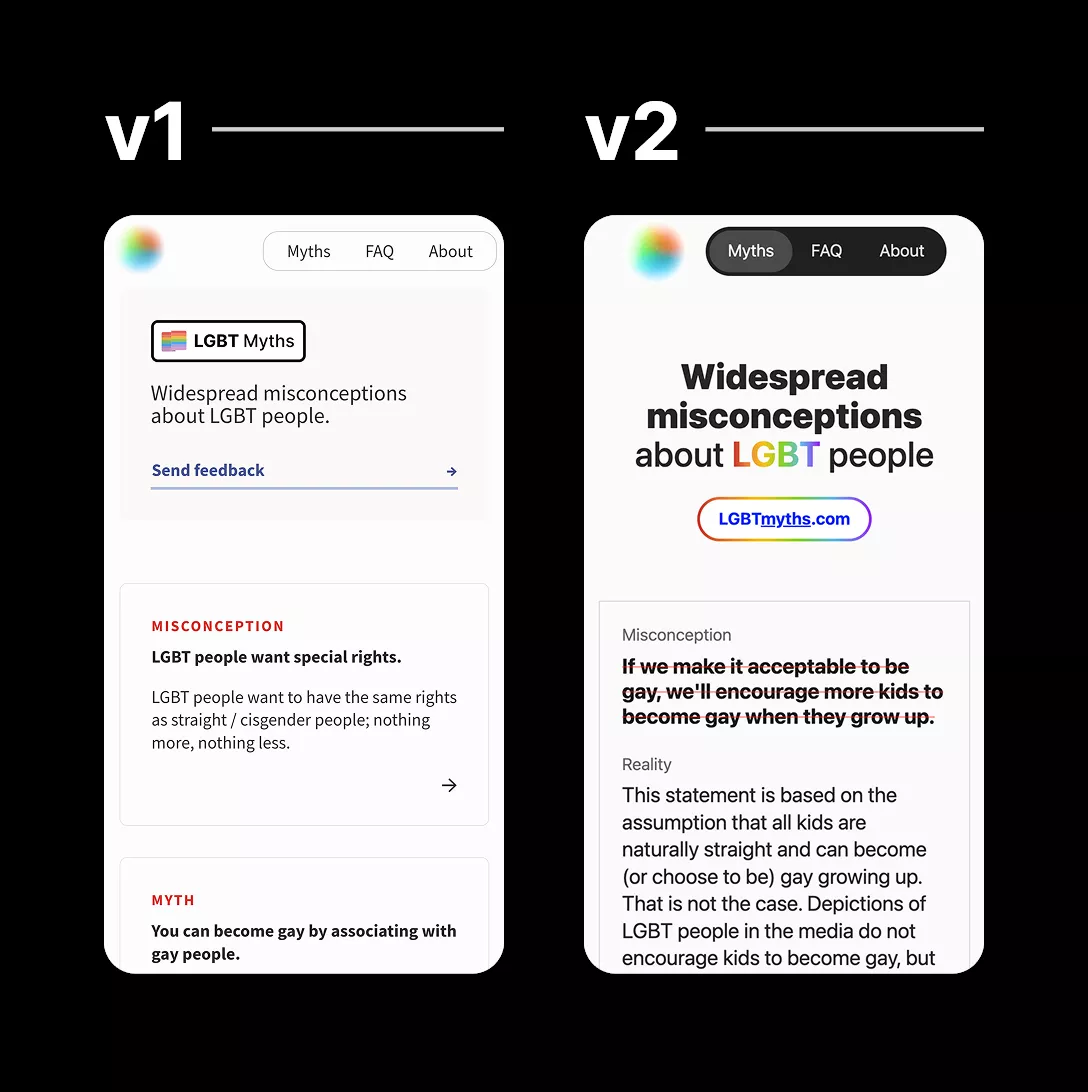 v1
Myths FAQ About
LGBT Myths
Widespread misconceptions
about LGBT people.
Send feedback →
MISCONCEPTION
LGBT people want special rights.
LGBT people want to have the same rights
as straight / cisgender people; nothing
more, nothing less.
→
MYTH
You can become gay by associating with
gay people.
v2
Myths FAQ About
Widespread
misconceptions
about LGBT people
LGBTmyths.com
Misconception
If we make it acceptable to be
gay, we'll encourage more kids to
become gay when they grow up.
Reality
This statement is based on the
assumption that all kids are
naturally straight and can become
(or choose to be) gay growing up.
That is not the case. Depictions of
LGBT people in the media do not
encourage kids to become gay, but